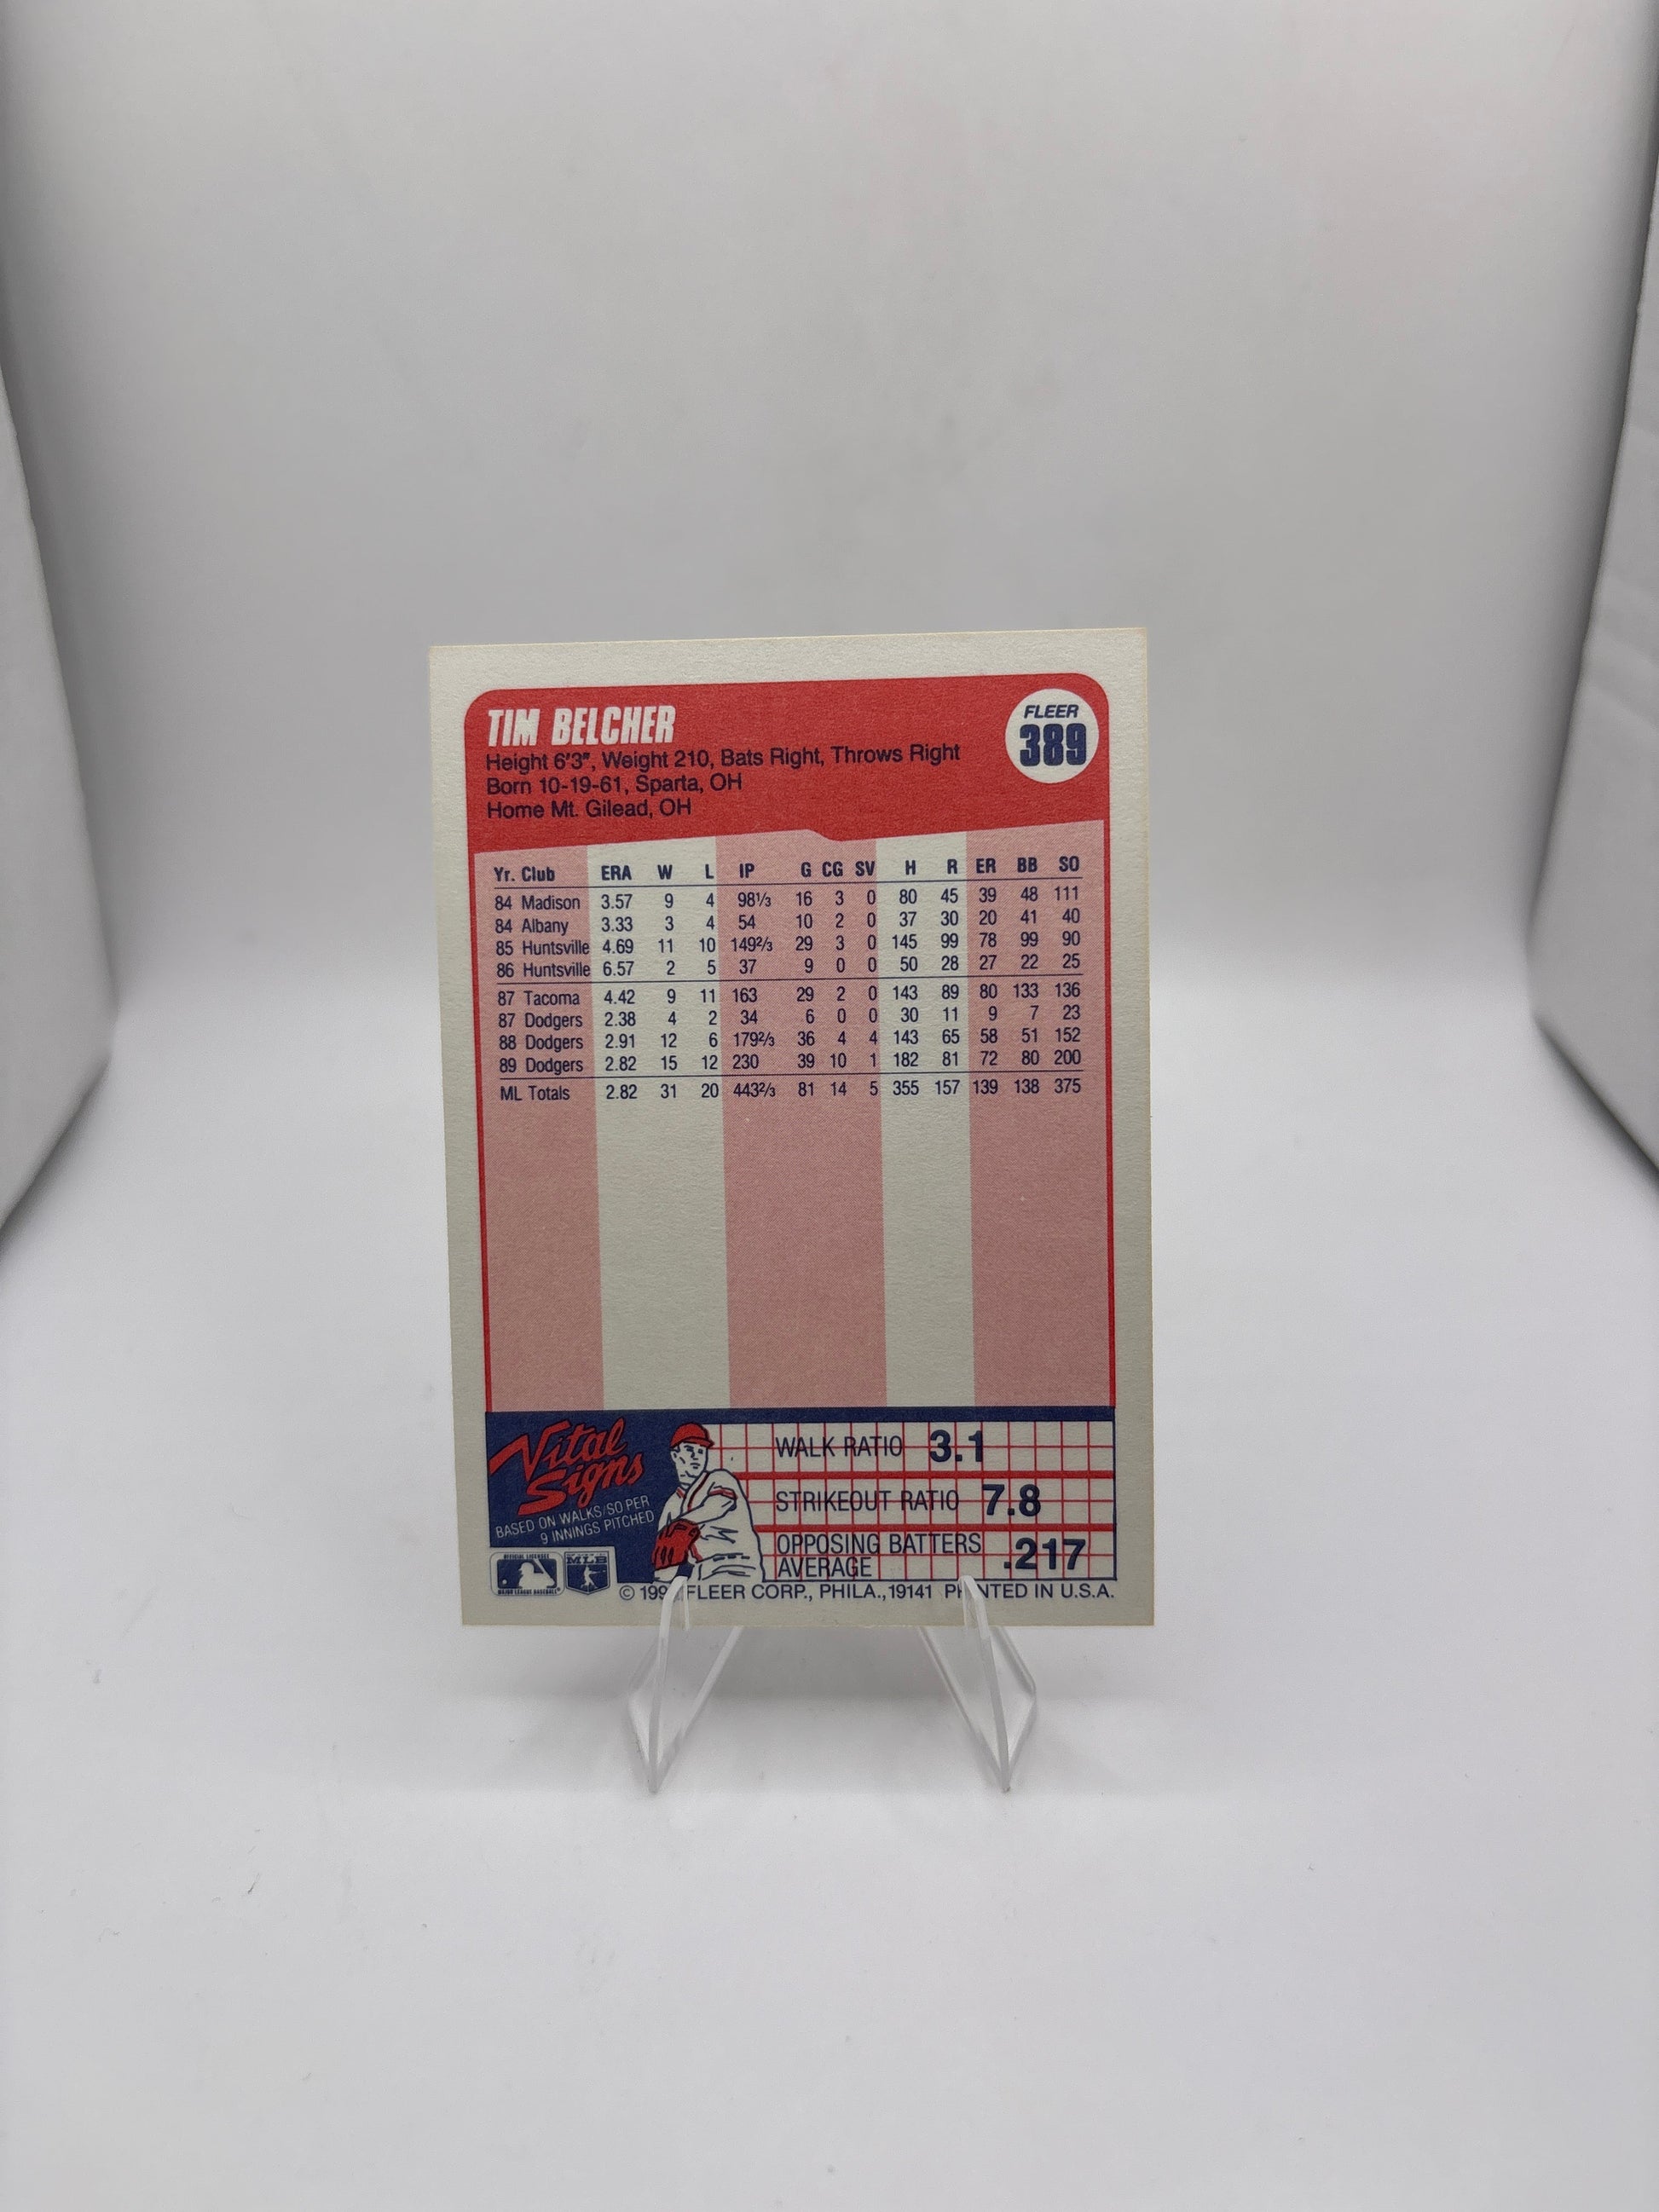 TIM BELCHER
FLEER
389
Height 6'3", Weight 210, Bats Right, Throws Right
Born 10-19-61, Sparta, OH
Home Mt. Gilead, OH
Yr. Club ERA W L IP G CG SV H R ER BB SO
84 Madison 3.57 9 4 98⅓ 16 3 0 80 45 39 48 111
84 Albany 3.33 3 4 54 10 2 0 37 30 20 41 40
85 Huntsville 4.69 11 10 149⅔ 29 3 0 145 99 78 99 90
86 Huntsville 6.57 2 5 37 9 0 0 50 28 27 22 25
87 Tacoma 4.42 9 11 163 29 2 0 143 89 80 133 136
87 Dodgers 2.38 4 2 34 6 0 0 30 11 9 7 23
88 Dodgers 2.91 12 6 179⅔ 36 4 4 143 65 58 51 152
89 Dodgers 2.82 15 12 230 39 10 1 182 81 72 80 200
ML Totals 2.82 31 20 443⅔ 81 14 5 355 157 139 138 375
Vital
Signs
BASED ON WALKS/SO PER
9 INNINGS PITCHED
WALK RATIO 3.1
STRIKEOUT RATIO 7.8
OPPOSING BATTERS
AVERAGE .217
MLB
© FLEER CORP., PHILA., 19141 IN U.S.A.